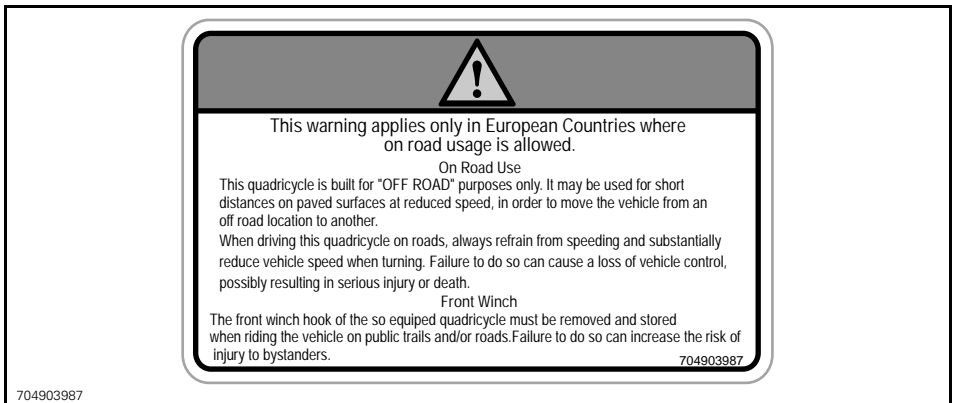 This warning applies only in European Countries where
on road usage is allowed.
On Road Use
This quadricycle is built for "OFF ROAD" purposes only. It may be used for short
distances on paved surfaces at reduced speed, in order to move the vehicle from an
off road location to another.
When driving this quadricycle on roads, always refrain from speeding and substantially
reduce vehicle speed when turning. Failure to do so can cause a loss of vehicle control,
possibly resulting in serious injury or death.
Front Winch
The front winch hook of the so equiped quadricycle must be removed and stored
when riding the vehicle on public trails and/or roads.Failure to do so can increase the risk of
injury to bystanders.
704903987
704903987